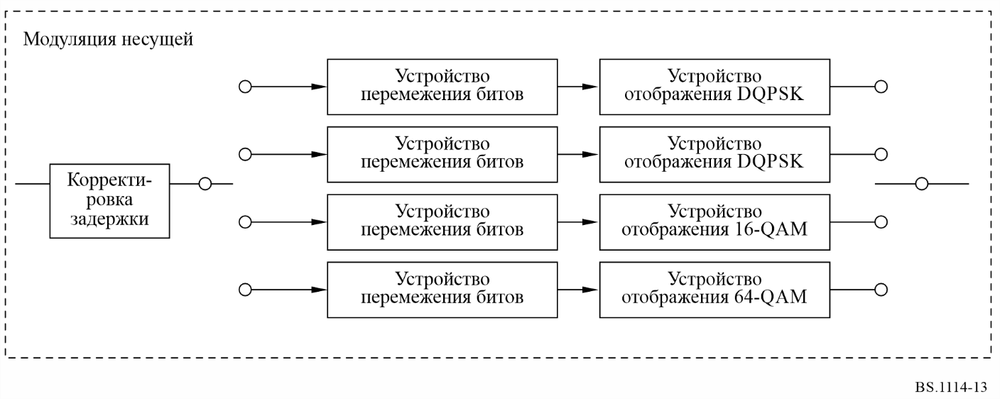 Модуляция несущей
Устройство
перемежения битов
Устройство
отображения DQPSK
Устройство
перемежения битов
Устройство
отображения DQPSK
Корректи-
ровка
задержки
Устройство
перемежения битов
Устройство
отображения 16-QAM
Устройство
перемежения битов
Устройство
отображения 64-QAM
BS.1114-13